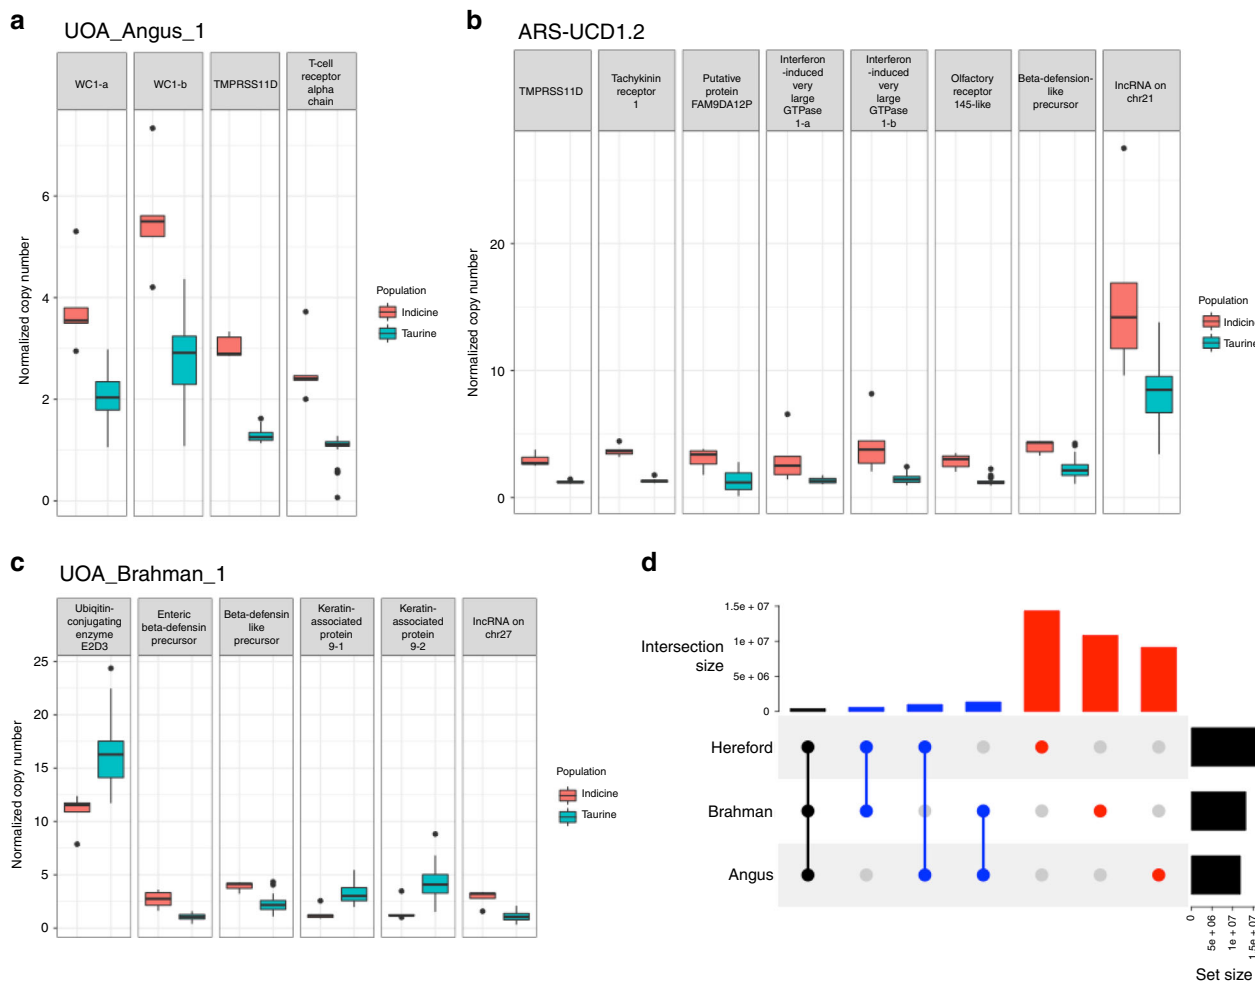 a
UOA_Angus_1
WC1-a
WC1-b
TMPRSS11D
T-cell
receptor
alpha
chain
Normalized copy number
6
4
2
0
Population
Indicine
Taurine
b
ARS-UCD1.2
TMPRSS11D
Tachykinin
receptor
1
Putative
protein
FAM9DA12P
Interferon
-induced
very
large
GTPase
1-a
Interferon
-induced
very
large
GTPase
1-b
Olfactory
receptor
145-like
Beta-defension-
like
precursor
lncRNA on
chr21
Normalized copy number
20
10
0
Population
Indicine
Taurine
c
UOA_Brahman_1
Ubiqitin-
conjugating
enzyme
E2D3
Enteric
beta-defensin
precursor
Beta-defensin
like
precursor
Keratin-
associated
protein
9-1
Keratin-
associated
protein
9-2
lncRNA on
chr27
Normalized copy number
25
20
15
10
5
0
Population
Indicine
Taurine
d
Intersection
size
1.5e + 07
1e + 07
5e + 06
0
Hereford
Brahman
Angus
0
5e + 06
1e + 07
1.5e + 07
Set size